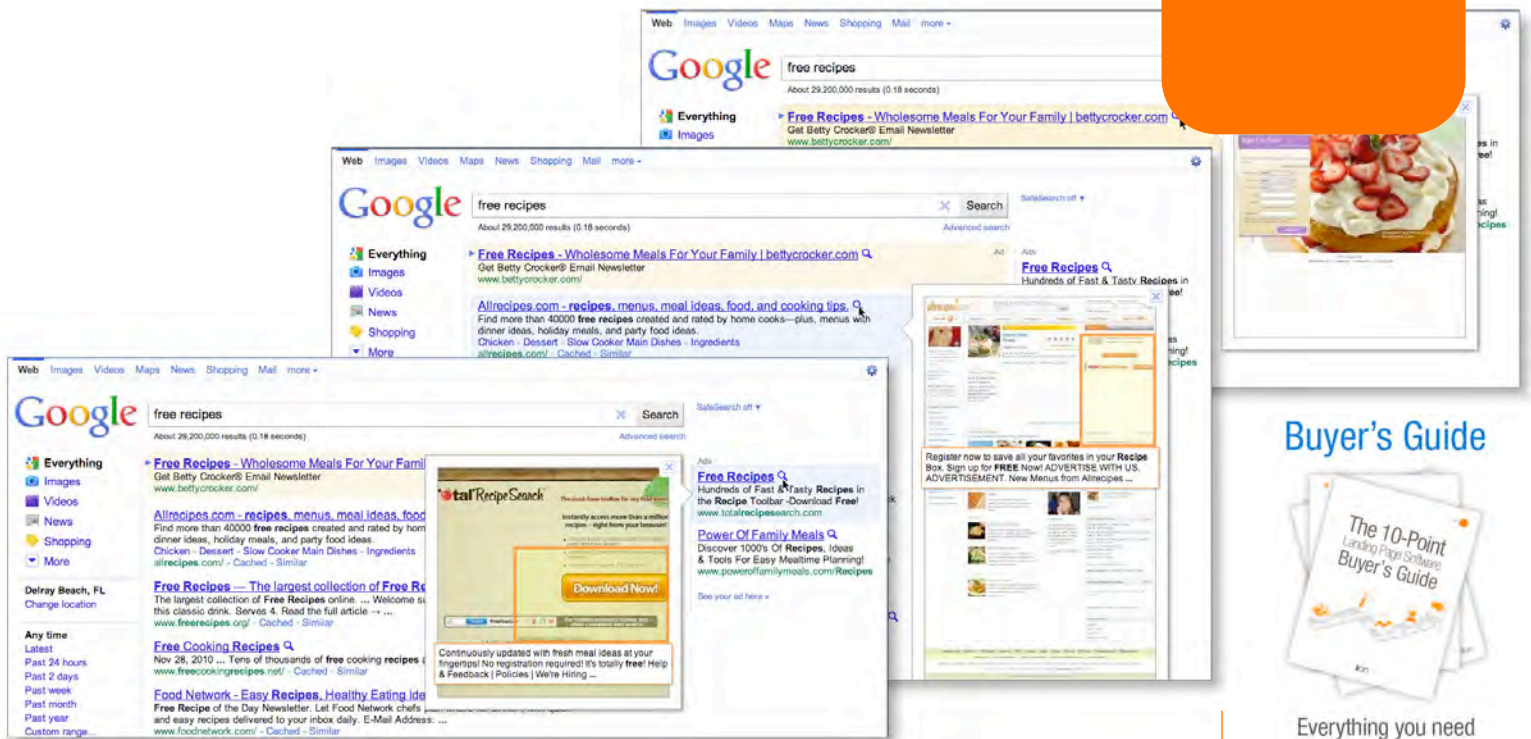 Web Images Videos Maps News Shopping Mail more
Google
free recipes
About 29,200,000 results (0.18 seconds)
Everything
Images
Free Recipes - Wholesome Meals For Your Family | bettycrocker.com
Get Betty Crocker® Email Newsletter
www.bettycrocker.com/
Web Images Videos Maps News Shopping Mail more
Google
free recipes
Search
SafeSearch off
About 29,200,000 results (0.18 seconds)
Advanced search
Everything
Images
Videos
News
Shopping
More
Free Recipes - Wholesome Meals For Your Family | bettycrocker.com
Ad
Get Betty Crocker® Email Newsletter
www.bettycrocker.com/
Allrecipes.com - recipes, menus, meal ideas, food, and cooking tips.
Find more than 40000 free recipes created and rated by home cooks—plus, menus with
dinner ideas, holiday meals, and party food ideas.
Chicken - Dessert - Slow Cooker Main Dishes - Ingredients
allrecipes.com/ - Cached - Similar
Ads
Free Recipes
Hundreds of Fast & Tasty Recipes in
Register now to save all your favorites in your Recipe
Box. Sign up for FREE Now! ADVERTISE WITH US.
ADVERTISEMENT. New Menus from Allrecipes ...
Web Images Videos Maps News Shopping Mail more
Google
free recipes
Search
SafeSearch off
About 29,200,000 results (0.18 seconds)
Advanced search
Everything
Images
Videos
News
Shopping
More
Delray Beach, FL
Change location
Any time
Latest
Past 24 hours
Past 2 days
Past week
Past month
Past year
Custom range...
Free Recipes - Wholesome Meals For Your Famil
Get Betty Crocker® Email Newsletter
www.bettycrocker.com/
Allrecipes.com - recipes, menus, meal ideas, food
Find more than 40000 free recipes created and rated by hom
dinner ideas, holiday meals, and party food ideas.
Chicken - Dessert - Slow Cooker Main Dishes - Ingredients
allrecipes.com/ - Cached - Similar
Free Recipes — The largest collection of Free Re
The largest collection of Free Recipes online. ... Welcome su
this classic drink. Serves 4. Read the full article → ...
www.freerecipes.org/ - Cached - Similar
Free Cooking Recipes
Nov 28, 2010 ... Tens of thousands of free cooking recipes
www.freecookingrecipes.net/ - Cached - Similar
Food Network - Easy Recipes, Healthy Eating Ide
Free Recipe of the Day Newsletter. Let Food Network chefs
and easy recipes delivered to your inbox daily. E-Mail Address: ...
www.foodnetwork.com/ - Cached - Similar
total Recipe Search
Instantly access more than a million
recipes - right from your browser!
Download Now!
Continuously updated with fresh meal ideas at your
fingertips! No registration required! It's totally free! Help
& Feedback | Policies | We're Hiring ...
Ads
Free Recipes
Hundreds of Fast & Tasty Recipes in
the Recipe Toolbar -Download Free!
www.totalrecipesearch.com
Power Of Family Meals
Discover 1000's Of Recipes, Ideas
& Tools For Easy Mealtime Planning!
www.poweroffamilymeals.com/Recipes
See your ad here »
Buyer's Guide
The 10-Point
Landing Page Software
Buyer's Guide
Everything you need